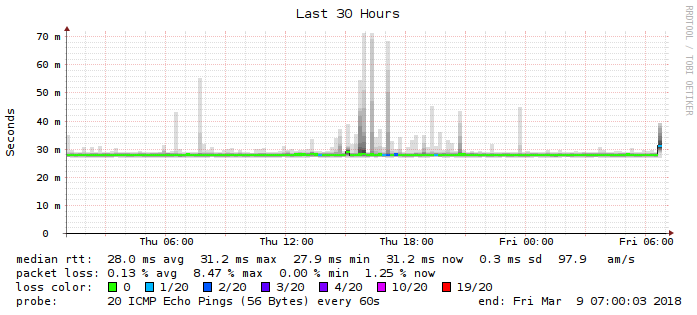 Last 30 Hours
RRDTOOL / TOBI OETIKER
Seconds
70 m
60 m
50 m
40 m
30 m
20 m
10 m
0
Thu 06:00 Thu 12:00 Thu 18:00 Fri 00:00 Fri 06:00
median rtt: 28.0 ms avg 31.2 ms max 27.9 ms min 31.2 ms now 0.3 ms sd 97.9 am/s
packet loss: 0.13 % avg 8.47 % max 0.00 % min 1.25 % now
loss color: 0 1/20 2/20 3/20 4/20 10/20 19/20
probe: 20 ICMP Echo Pings (56 Bytes) every 60s end: Fri Mar 9 07:00:03 2018